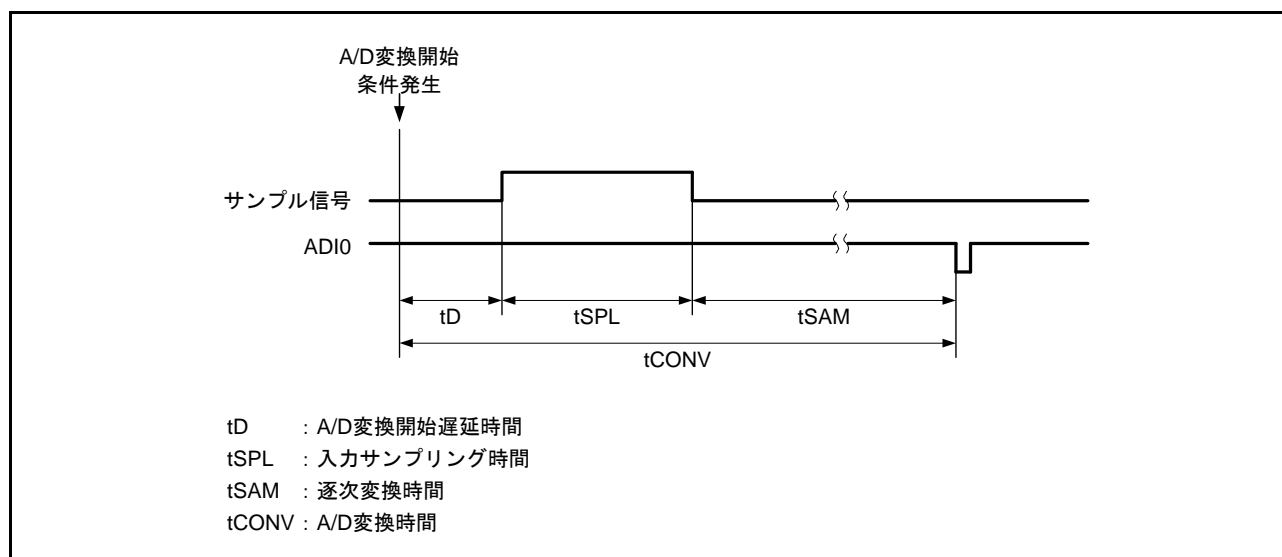 A/D変換開始
条件発生
サンプル信号
ADI0
tD
tSPL
tSAM
tCONV
tD : A/D変換開始遅延時間
tSPL : 入力サンプリング時間
tSAM : 逐次変換時間
tCONV : A/D変換時間